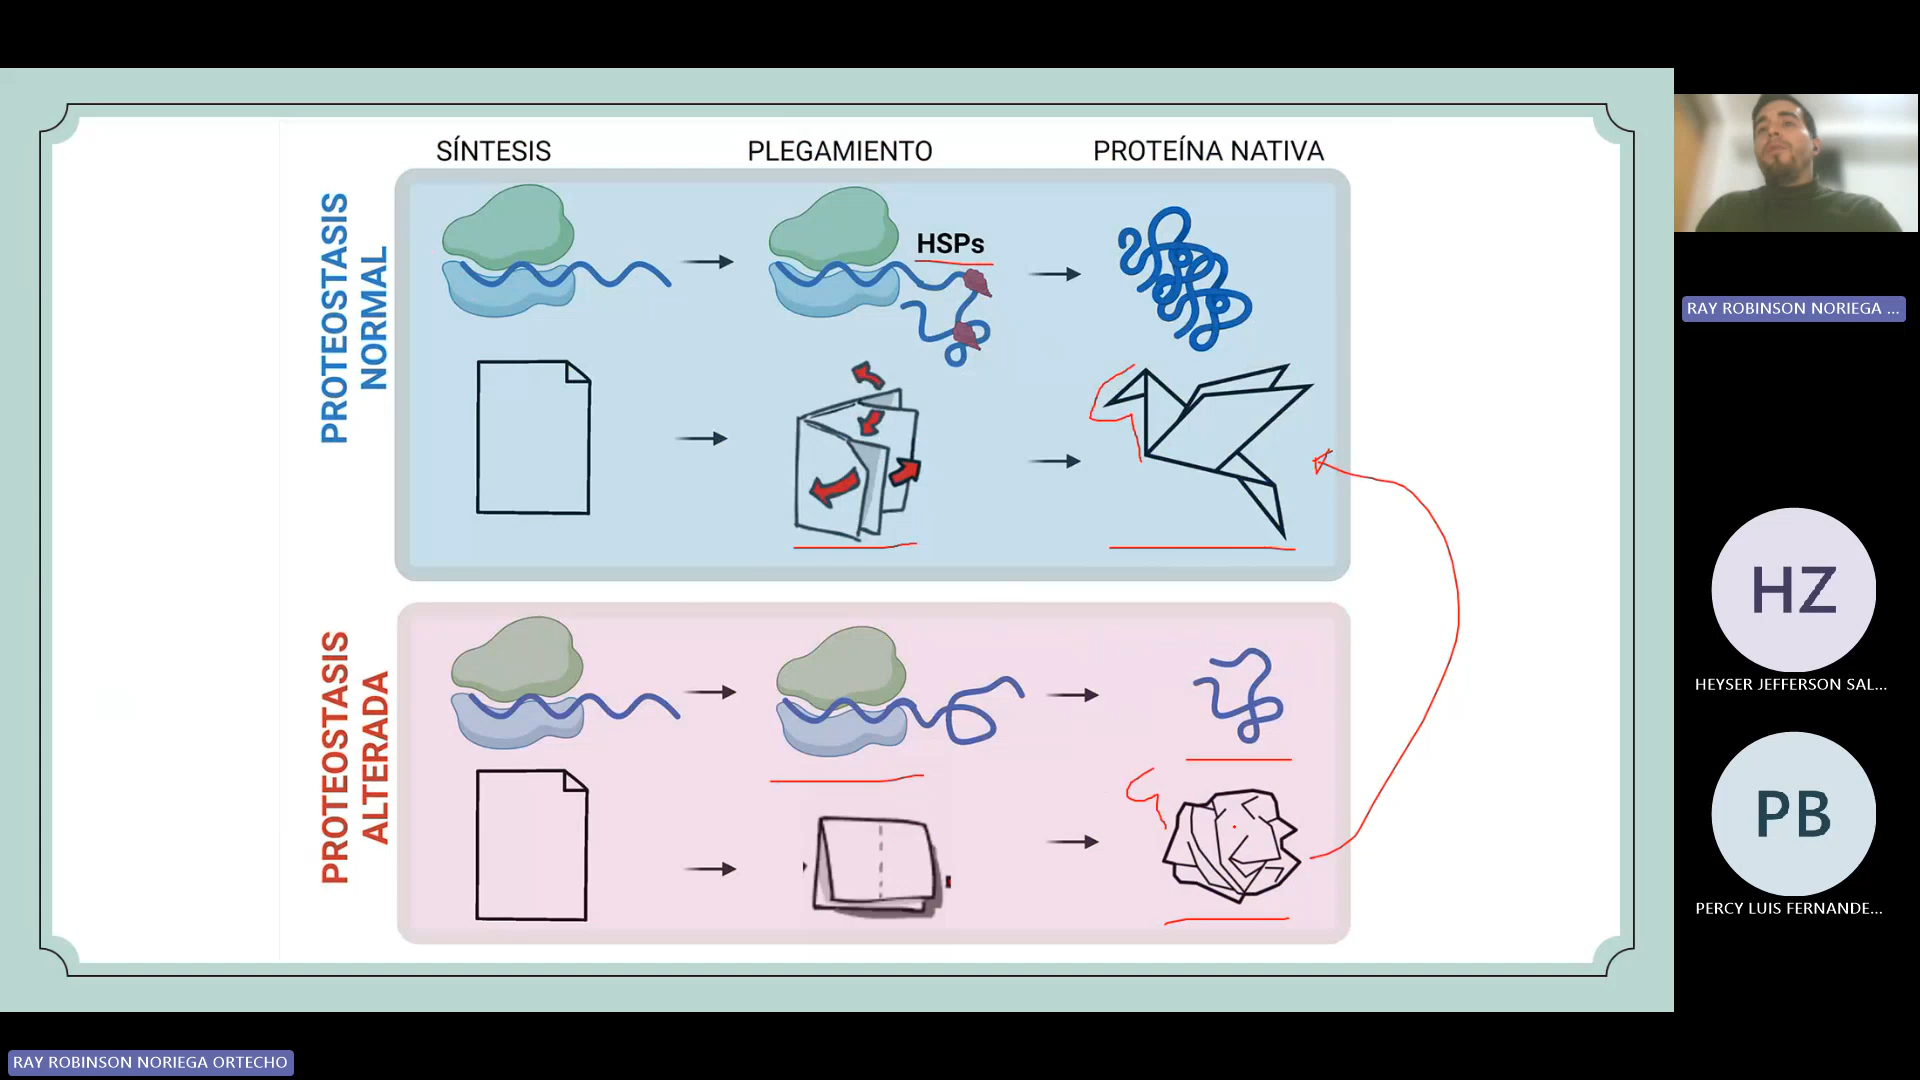 SÍNTESIS
PLEGAMIENTO
PROTEÍNA NATIVA
PROTEOSTASIS
NORMAL
HSPs
PROTEOSTASIS
ALTERADA
RAY ROBINSON NORIEGA ...
HZ
HEYSER JEFFERSON SAL...
PB
PERCY LUIS FERNANDE...
RAY ROBINSON NORIEGA ORTECHO